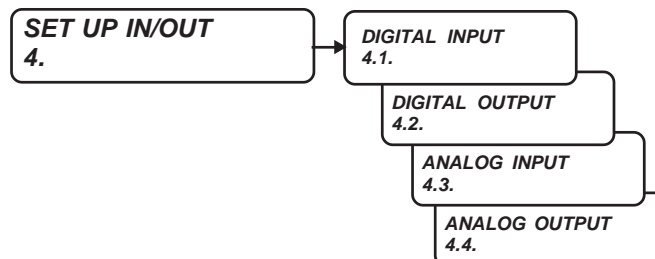 SET UP IN/OUT
4.
DIGITAL INPUT
4.1.
DIGITAL OUTPUT
4.2.
ANALOG INPUT
4.3.
ANALOG OUTPUT
4.4.